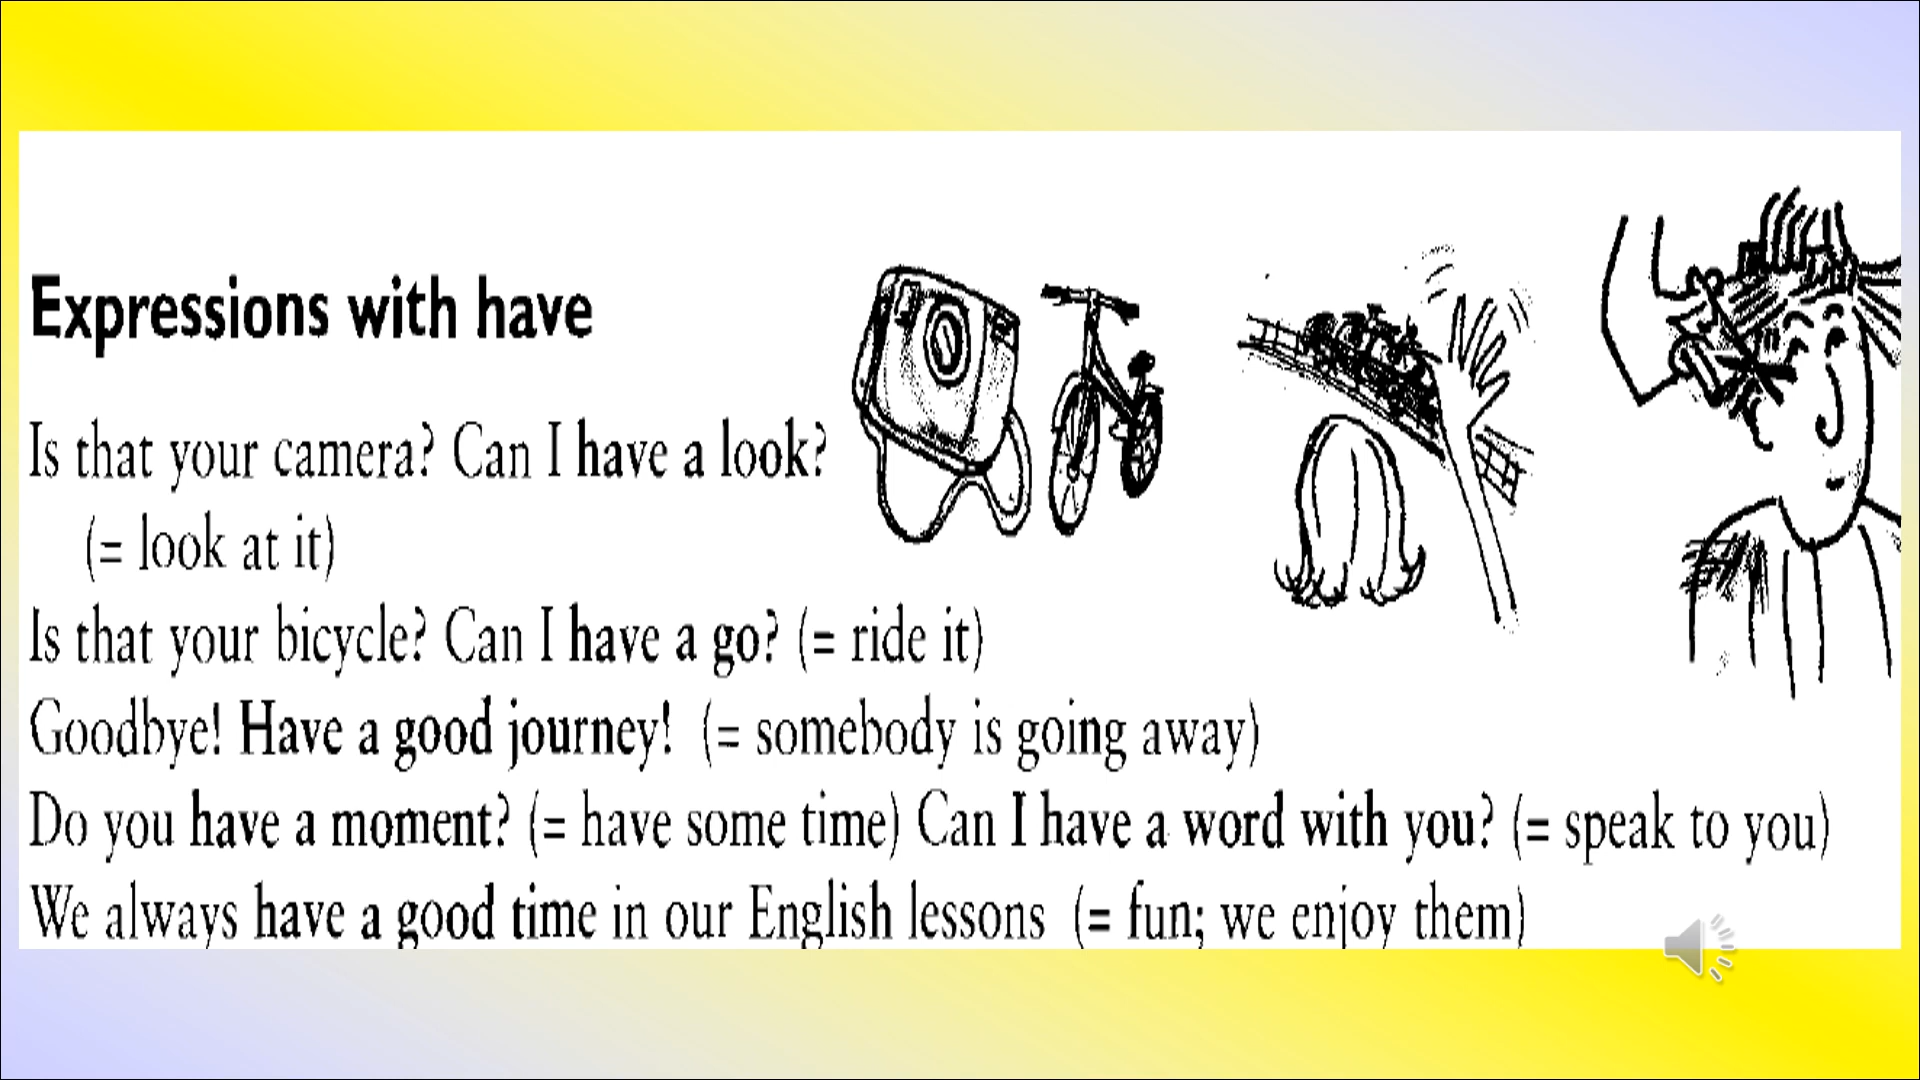 Expressions with have
Is that your camera? Can I have a look?
(= look at it)
Is that your bicycle? Can I have a go? (= ride it)
Goodbye! Have a good journey! (= somebody is going away)
Do you have a moment? (= have some time) Can I have a word with you? (= speak to you)
We always have a good time in our English lessons (= fun; we enjoy them)